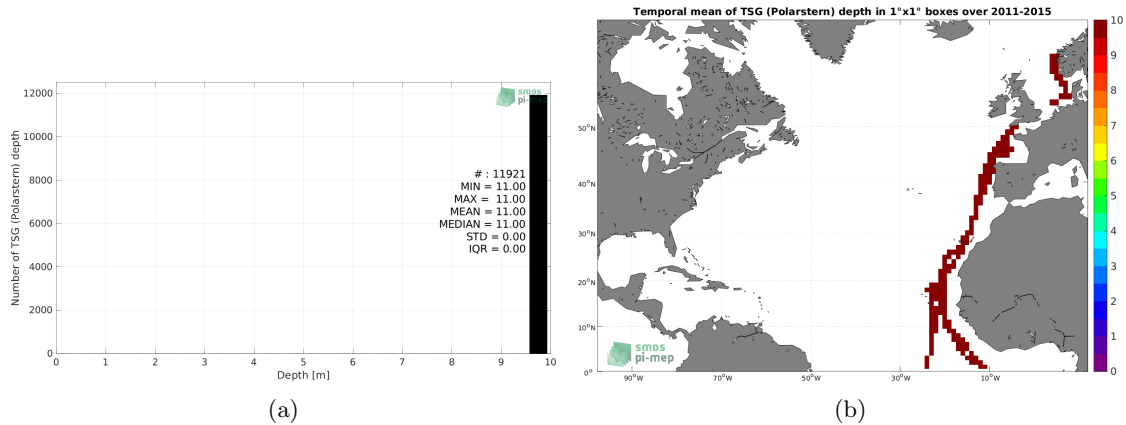 12000
10000
8000
6000
4000
2000
0
Number of TSG (Polarstern) depth
smos
pi-mep
# : 11921
MIN = 11.00
MAX = 11.00
MEAN = 11.00
MEDIAN = 11.00
STD = 0.00
IQR = 0.00
0 1 2 3 4 5 6 7 8 9 10
Depth [m]
(a)
Temporal mean of TSG (Polarstern) depth in 1°x1° boxes over 2011-2015
50°N
40°N
30°N
20°N
10°N
0°
90°W 70°W 50°W 30°W 10°W
smos
pi-mep
10
9
8
7
6
5
4
3
2
1
0
(b)